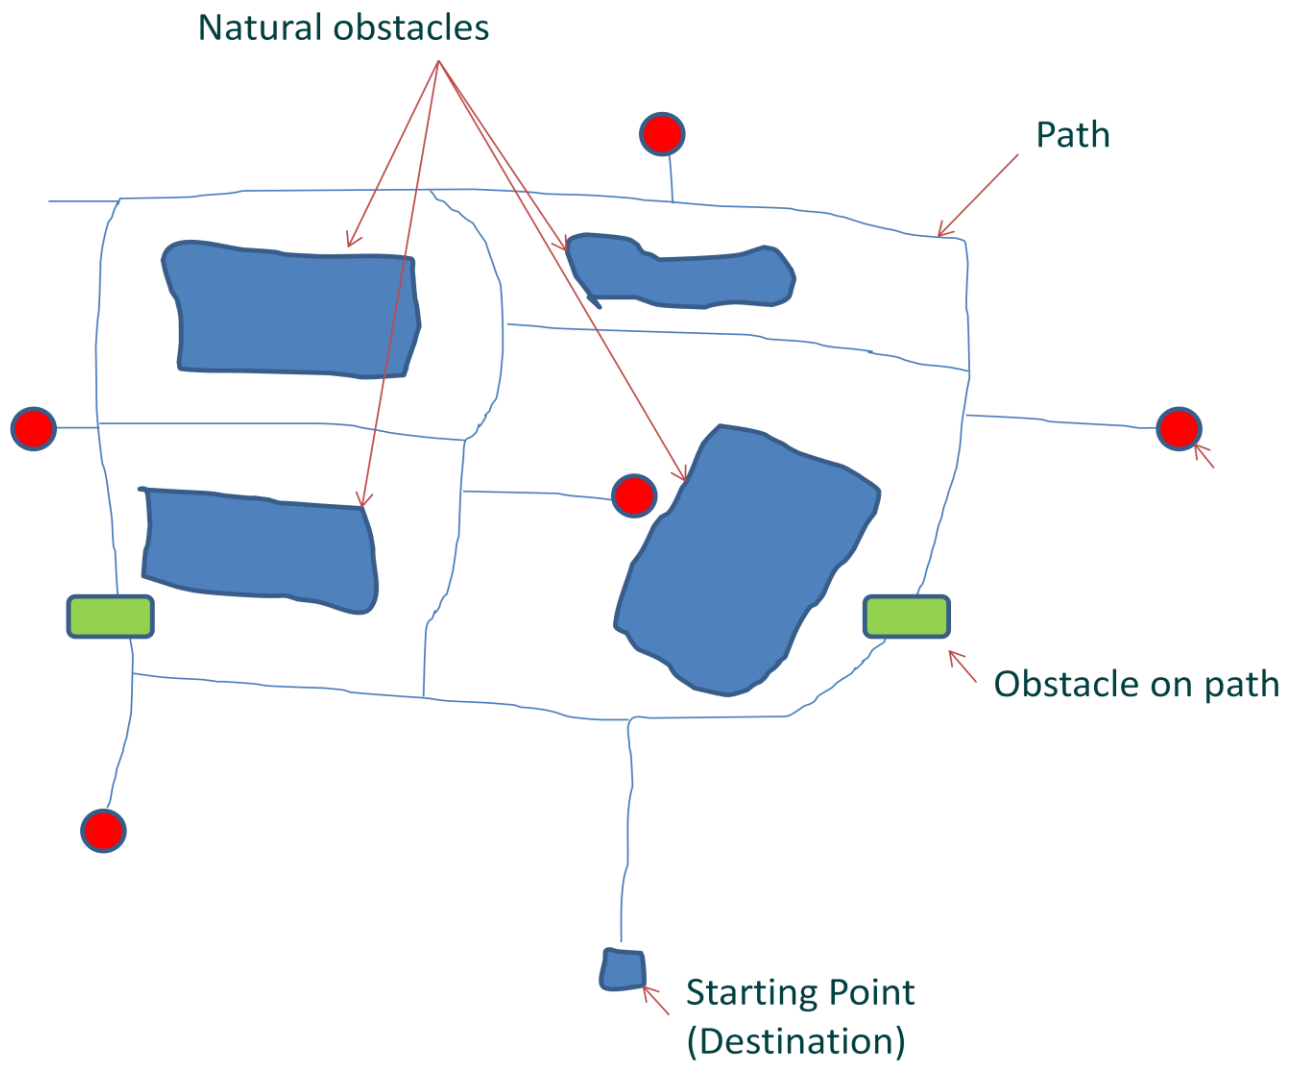 Natural obstacles
Path
Obstacle on path
Starting Point
(Destination)